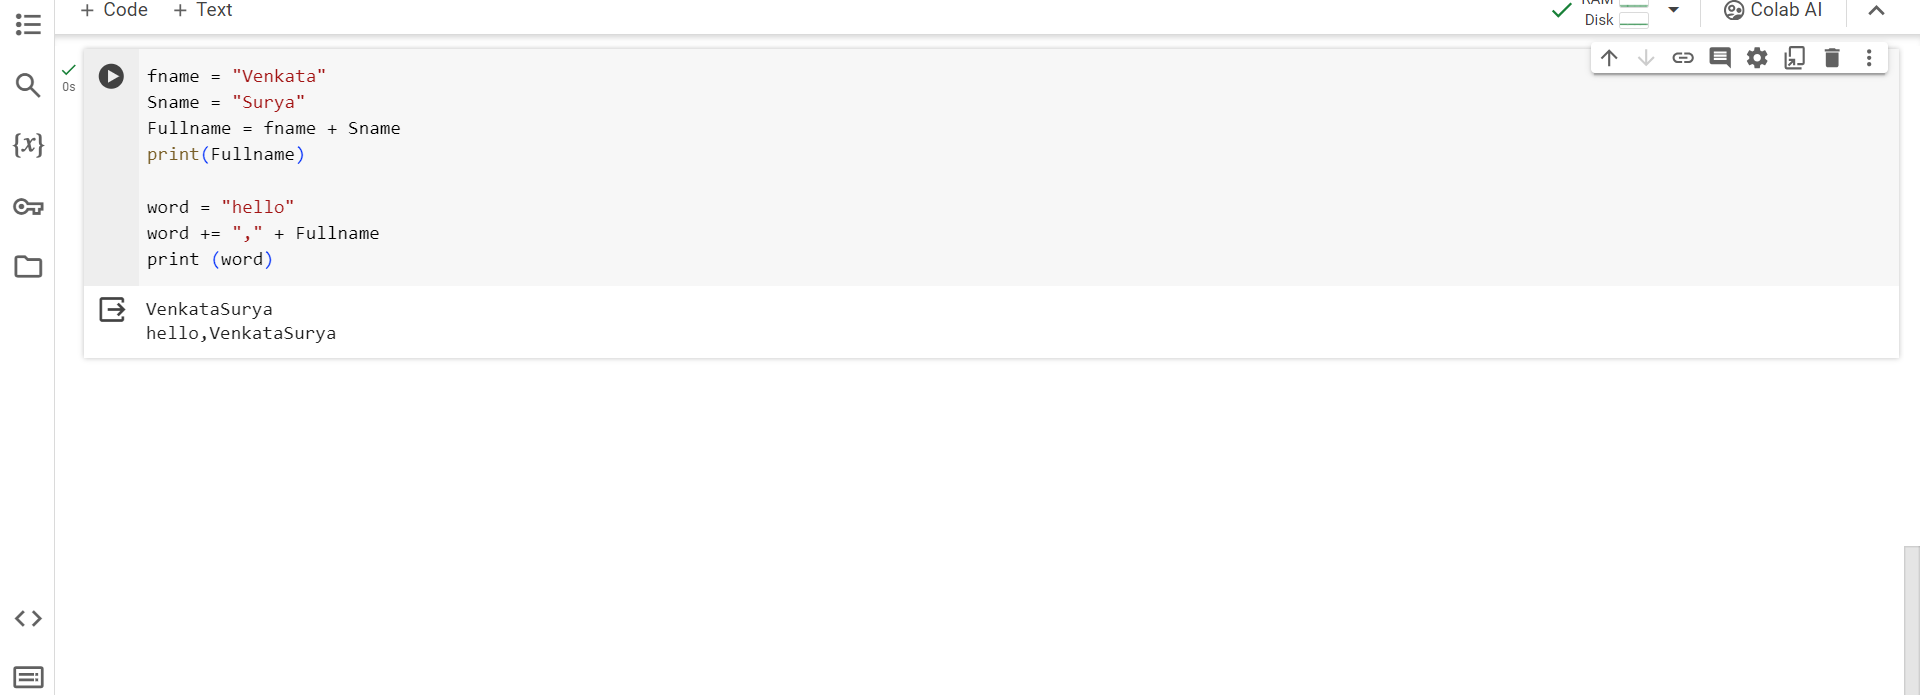 + Code + Text
RAM
Disk
Colab AI
{x}
0s
fname = "Venkata"
Sname = "Surya"
Fullname = fname + Sname
print(Fullname)
word = "hello"
word += "," + Fullname
print (word)
VenkataSurya
hello,VenkataSurya